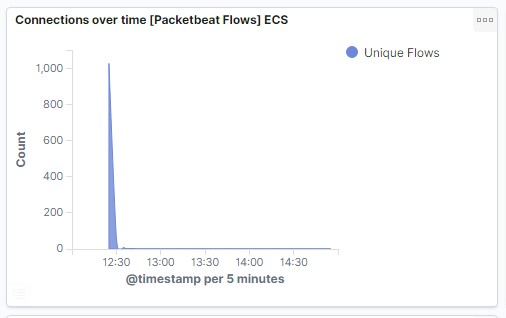 Connections over time [Packetbeat Flows] ECS
Unique Flows
1,000
800
600
400
200
0
Count
12:30 13:00 13:30 14:00 14:30
@timestamp per 5 minutes